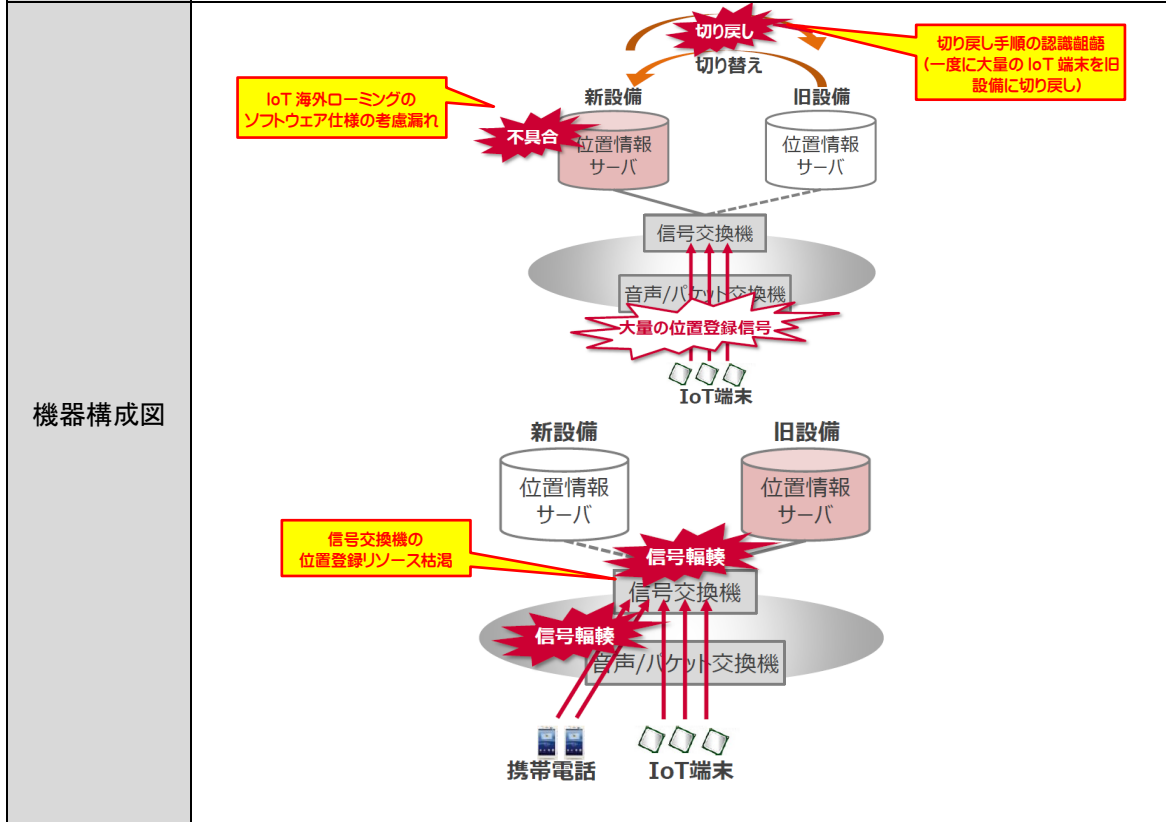 機器構成図
切り戻し
切り替え
切り戻し手順の認識齟齬
(一度に大量の IoT 端末を旧
設備に切り戻し)
IoT 海外ローミングの
ソフトウェア仕様の考慮漏れ
新設備
旧設備
不具合
位置情報
サーバ
位置情報
サーバ
信号交換機
音声/パケット交換機
大量の位置登録信号
IoT端末
新設備
旧設備
位置情報
サーバ
位置情報
サーバ
信号交換機の
位置登録リソース枯渇
信号輻輳
信号交換機
信号輻輳
音声/パケット交換機
携帯電話
IoT端末